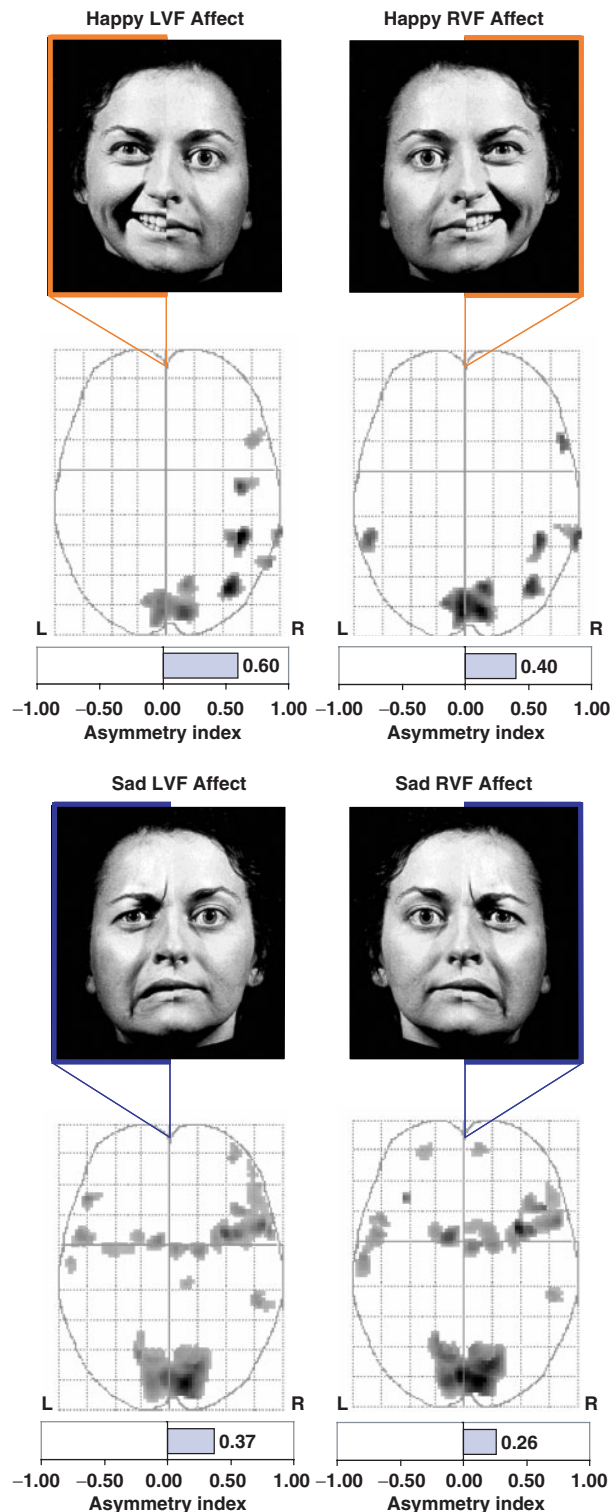 Happy LVF Affect Happy RVF Affect
L R L R
0.60 0.40
−1.00 −0.50 0.00 0.50 1.00 −1.00 −0.50 0.00 0.50 1.00
Asymmetry index Asymmetry index
Sad LVF Affect Sad RVF Affect
L R L R
0.37 0.26
−1.00 −0.50 0.00 0.50 1.00 −1.00 −0.50 0.00 0.50 1.00
Asymmetry index Asymmetry index